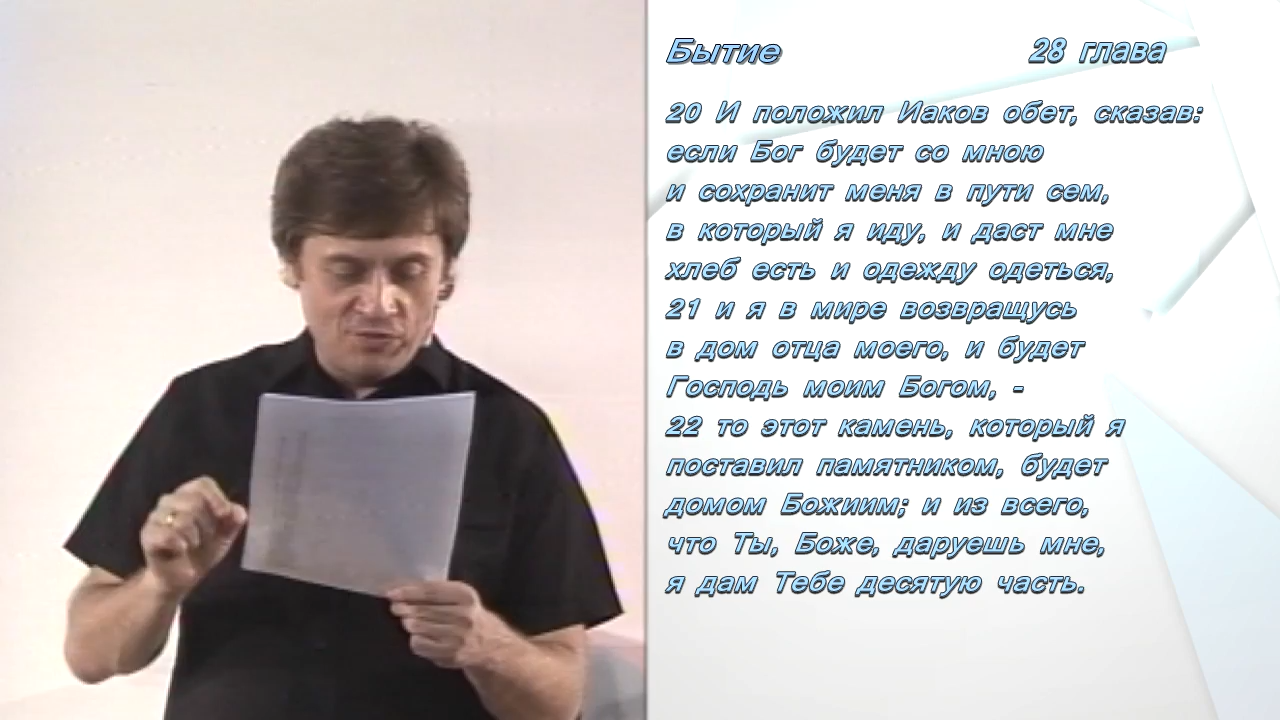 Бытие 28 глава
20 И положил Иаков обет, сказав:
если Бог будет со мною
и сохранит меня в пути сем,
в который я иду, и даст мне
хлеб есть и одежду одеться,
21 и я в мире возвращусь
в дом отца моего, и будет
Господь моим Богом, -
22 то этот камень, который я
поставил памятником, будет
домом Божиим; и из всего,
что Ты, Боже, даруешь мне,
я дам Тебе десятую часть.